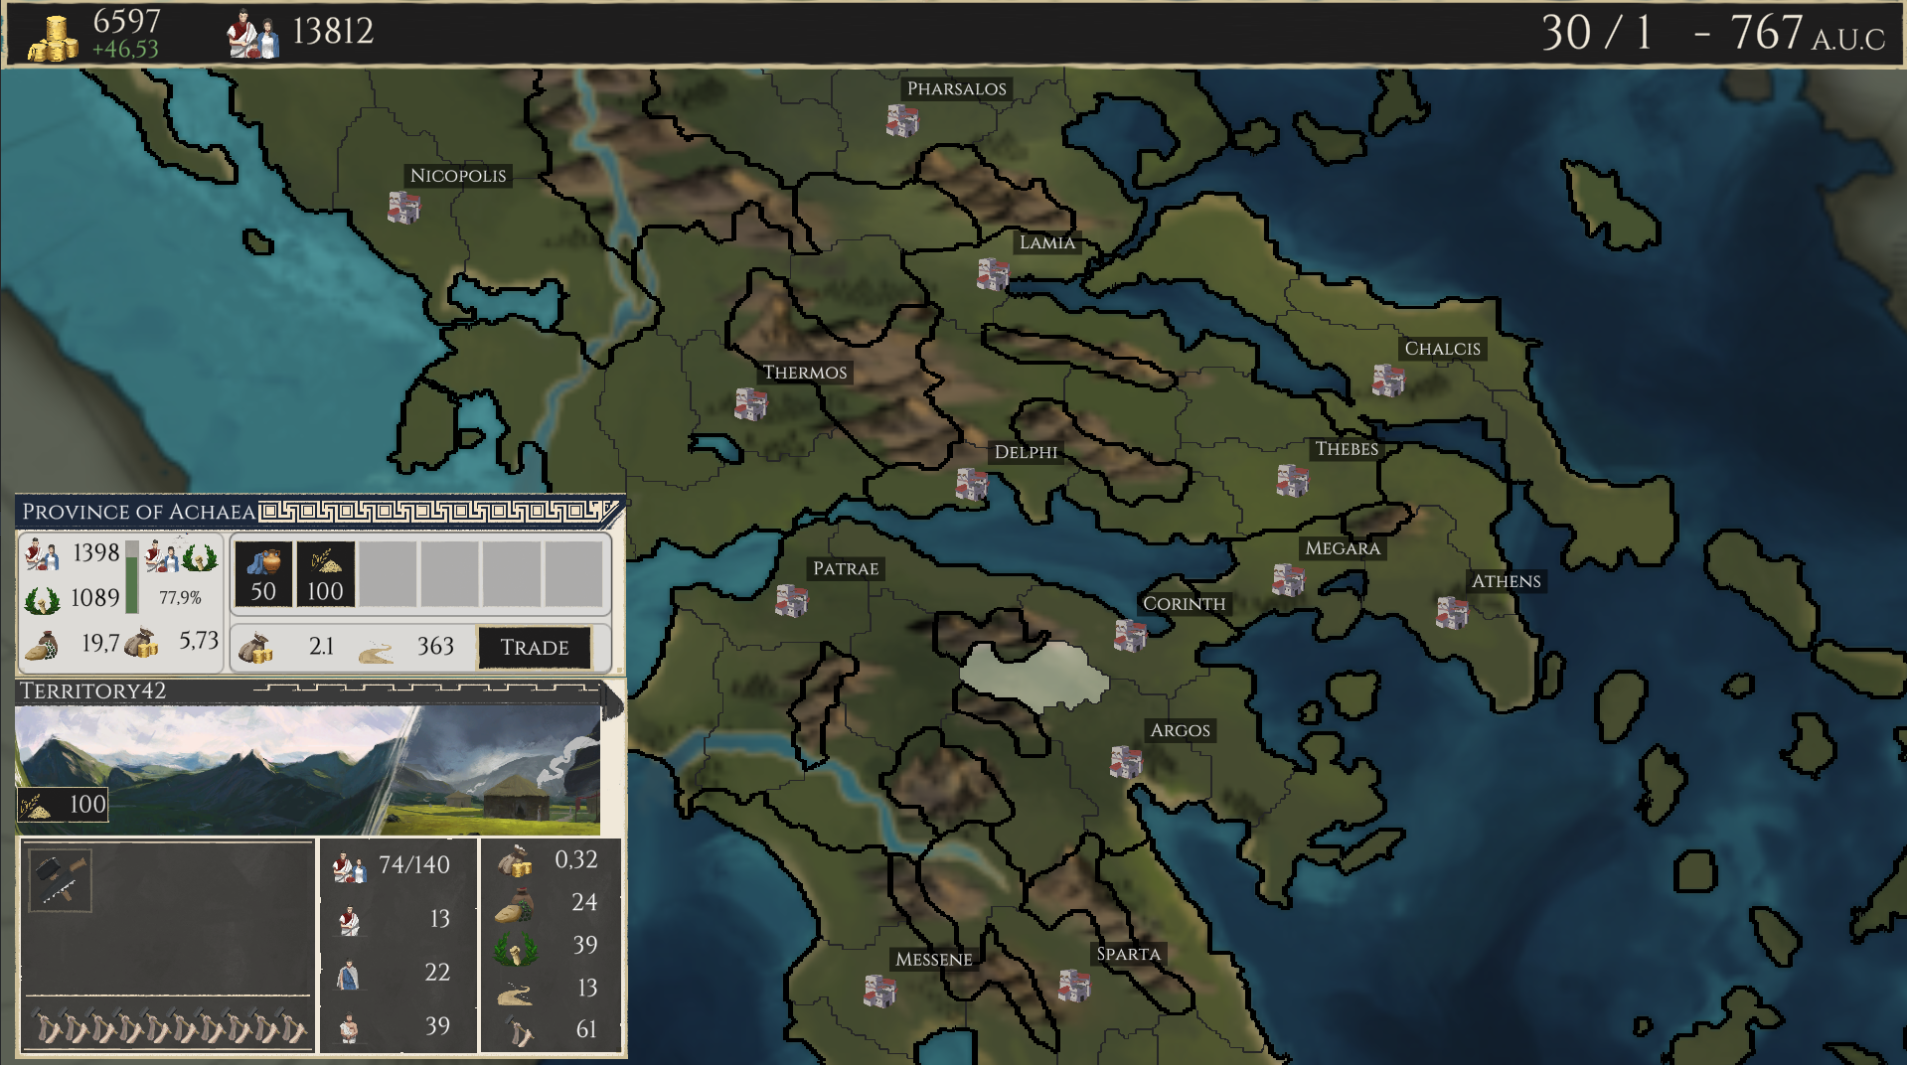 6597
+46,53
13812
30 / 1 - 767 A.U.C
PHARSALOS
NICOPOLIS
LAMIA
CHALCIS
THERMOS
DELPHI
THEBES
MEGARA
ATHENS
PATRAE
CORINTH
ARGOS
MESSENE
SPARTA
PROVINCE OF ACHAEA
1398
1089
77,9%
19,7
5,73
50
100
2.1
363
TRADE
TERRITORY42
100
74/140
13
22
39
0,32
24
39
13
61